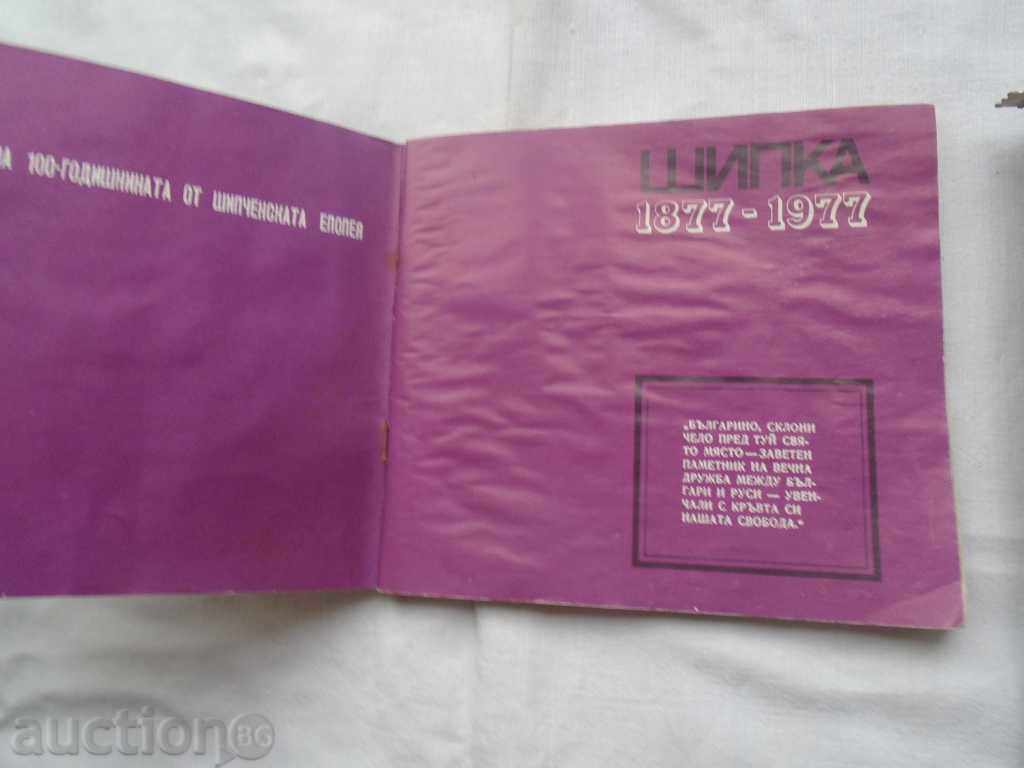 100-ГОДИШНИНАТА ОТ ШИПЧЕНСКАТА ЕПОПЕЯ
ШИПКА
1877 - 1977
„БЪЛГАРИНО, СКЛОНИ
ЧЕЛО ПРЕД ТУЙ СВЯ-
ТО МЯСТО — ЗАВЕТЕН
ПАМЕТНИК НА ВЕЧНА
ДРУЖБА МЕЖДУ БЪЛ-
ГАРИ И РУСИ — УВЕН-
ЧАЛИ С КРЪВТА СИ
НАШАТА СВОБОДА.“
auction BG